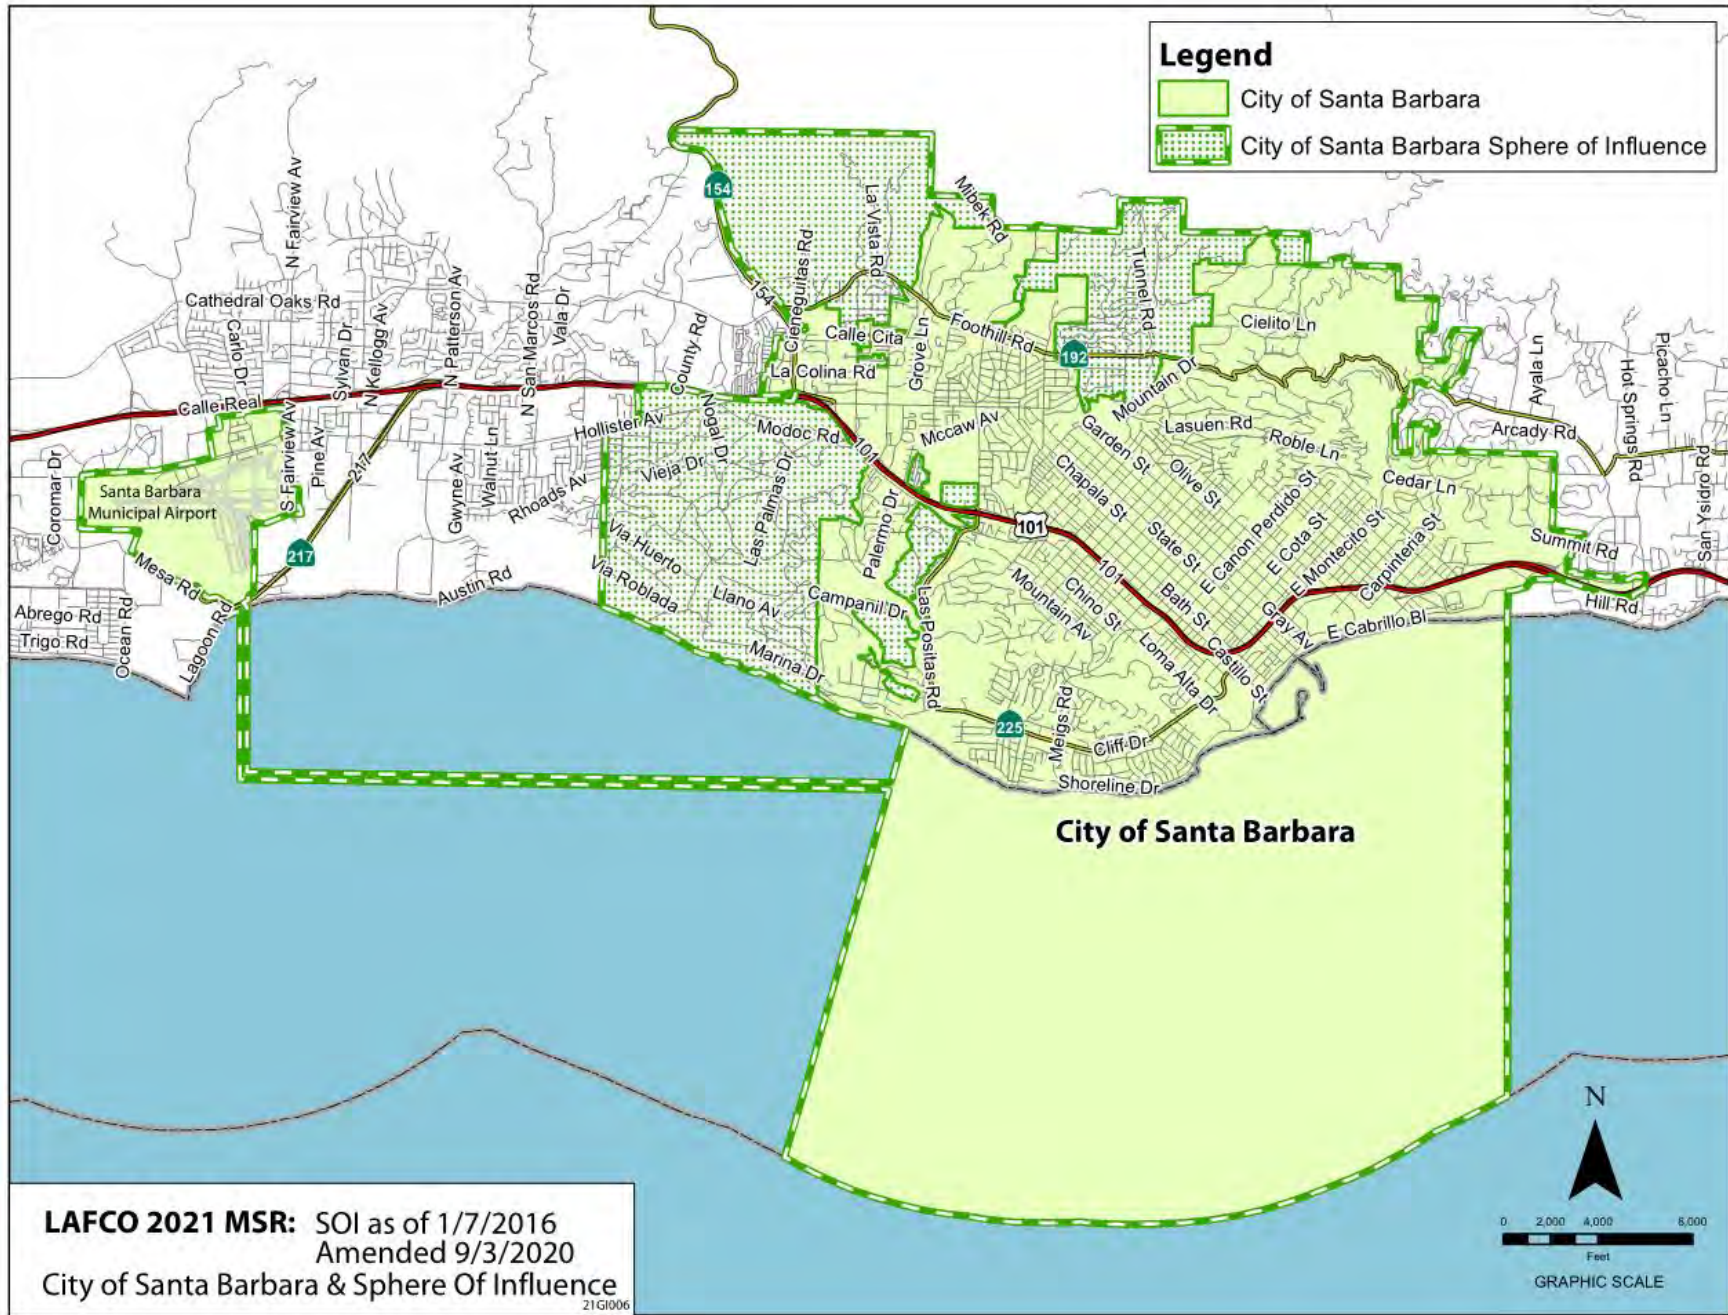 Legend
City of Santa Barbara
City of Santa Barbara Sphere of Influence
154
La Vista Rd
Mibek Rd
N Fairview Av
Cathedral Oaks Rd
Carlo Dr
Sylvan Dr
N Kellogg Av
N Patterson Av
N San Marcos Rd
Vala Dr
County Rd
154
Cieneguitas Rd
Calle Cita
La Colina Rd
Grove Ln
Foothill Rd
192
Tunnel Rd
Mountain Dr
Cielito Ln
Ayala Ln
Hot Springs Rd
Picacho Ln
San Ysidro Rd
Arcady Rd
Calle Real
S Fairview Av
Pine Av
217
217
Gwyne Av
Walnut Ln
Rhoads Av
Hollister Av
Nogal Dr
Modoc Rd
Vieja Dr
Las Palmas Dr
Via Huerto
Via Roblada
Llano Av
Campanil Dr
Marina Dr
Palermo Dr
Las Positas Rd
101
Mccaw Av
101
101
Garden St
Chapala St
Lasuen Rd
Roble Ln
Olive St
State St
E Canon Perdido St
E Cota St
E Montecito St
Carpinteria St
Cedar Ln
Summit Rd
Hill Rd
Mountain Av
Chino St
Bath St
Castillo St
Gray Av
E Cabrillo Bl
Loma Alta Dr
Meigs Rd
225
Cliff Dr
Shoreline Dr
Coromar Dr
Santa Barbara
Municipal Airport
Mesa Rd
Abrego Rd
Trigo Rd
Ocean Rd
Lagoon Rd
Austin Rd
City of Santa Barbara
N
0 2,000 4,000 8,000
Feet
GRAPHIC SCALE
LAFCO 2021 MSR: SOI as of 1/7/2016
Amended 9/3/2020
City of Santa Barbara & Sphere Of Influence
21GI006